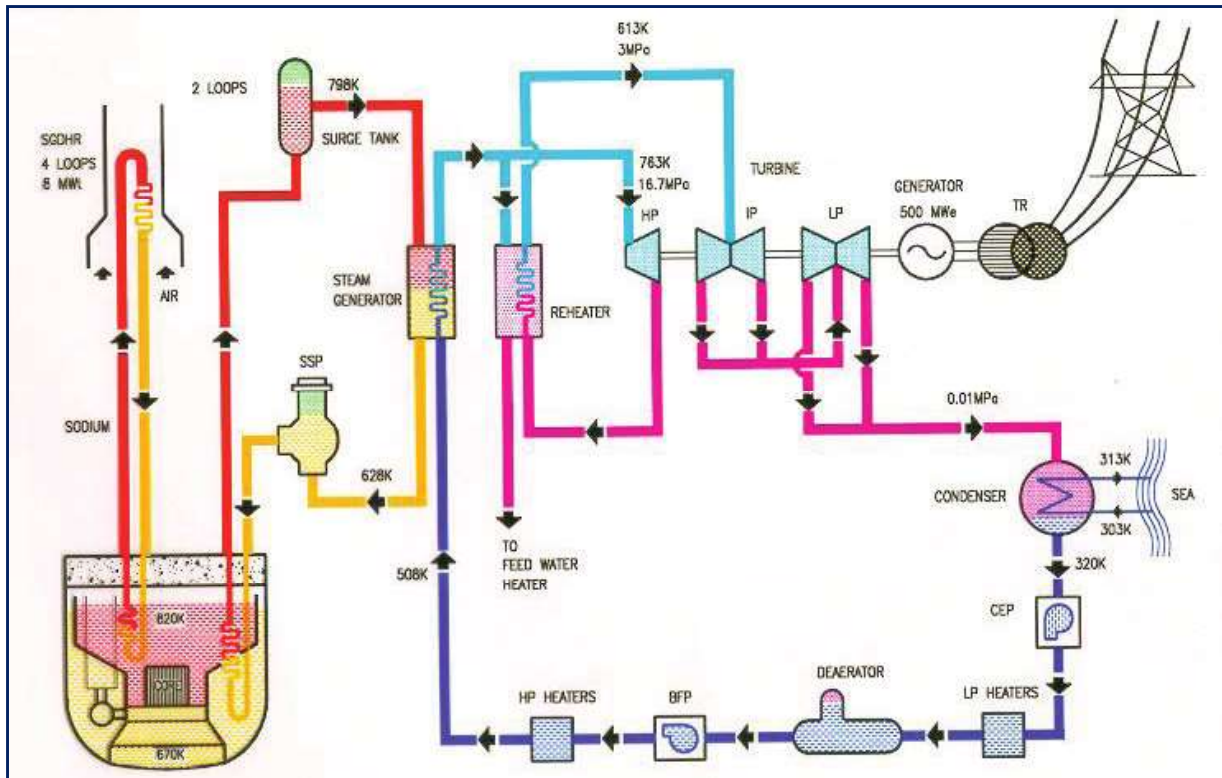 613K
3MPa
2 LOOPS
798K
SURGE TANK
SGDHR
4 LOOPS
8 MWt
AIR
763K
16.7MPa
TURBINE
HP
IP
LP
GENERATOR
500 MWe
TR
STEAM
GENERATOR
REHEATER
SSP
SODIUM
628K
0.01MPa
313K
CONDENSER
SEA
303K
TO
FEED WATER
HEATER
508K
320K
CEP
820K
CORE
670K
HP HEATERS
BFP
DEAERATOR
LP HEATERS